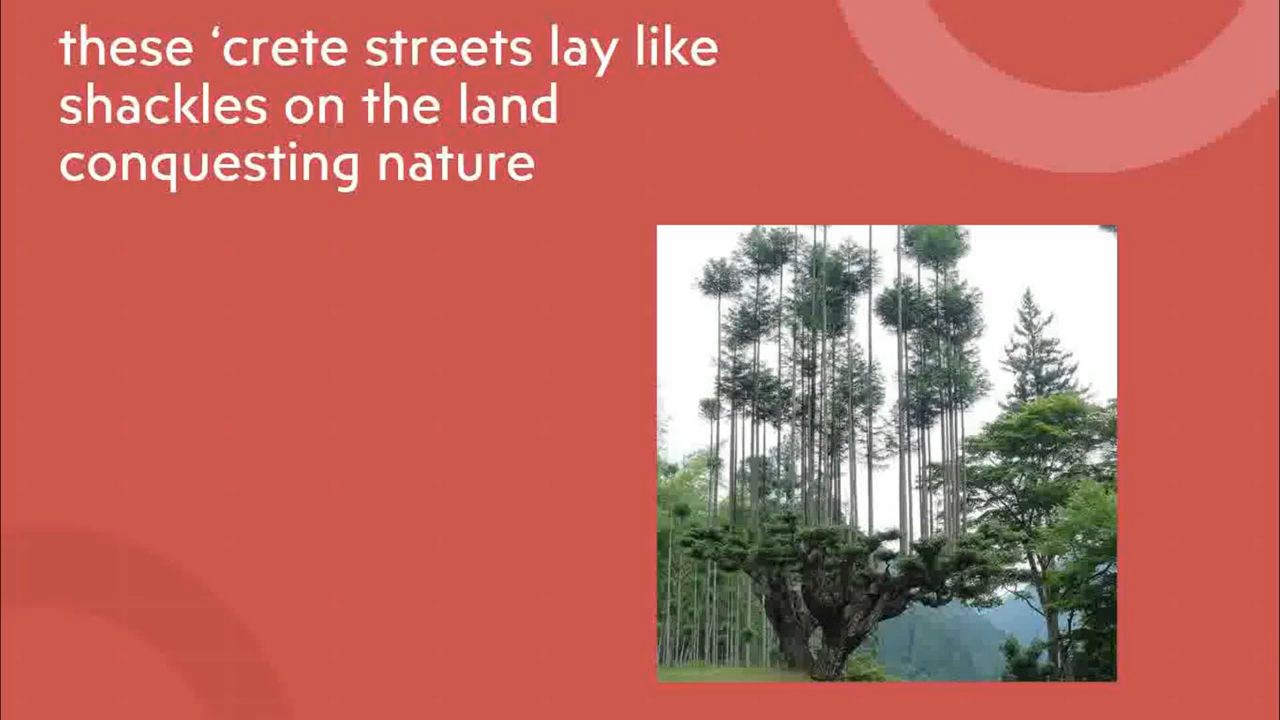 these ‘crete streets lay like
shackles on the land
conquesting nature